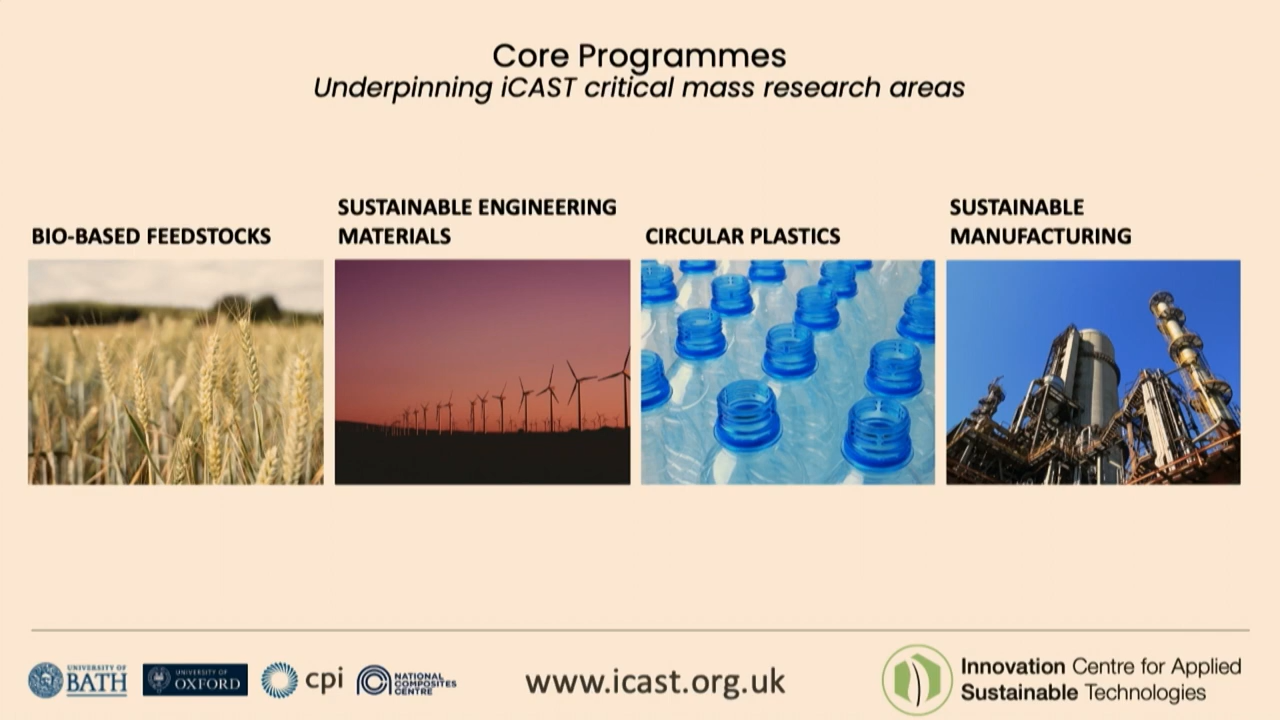 Core Programmes
Underpinning iCAST critical mass research areas
BIO-BASED FEEDSTOCKS
SUSTAINABLE ENGINEERING
MATERIALS
CIRCULAR PLASTICS
SUSTAINABLE
MANUFACTURING
UNIVERSITY OF
BATH
UNIVERSITY OF
OXFORD
cpi
NATIONAL
COMPOSITES
CENTRE
www.icast.org.uk
Innovation Centre for Applied
Sustainable Technologies